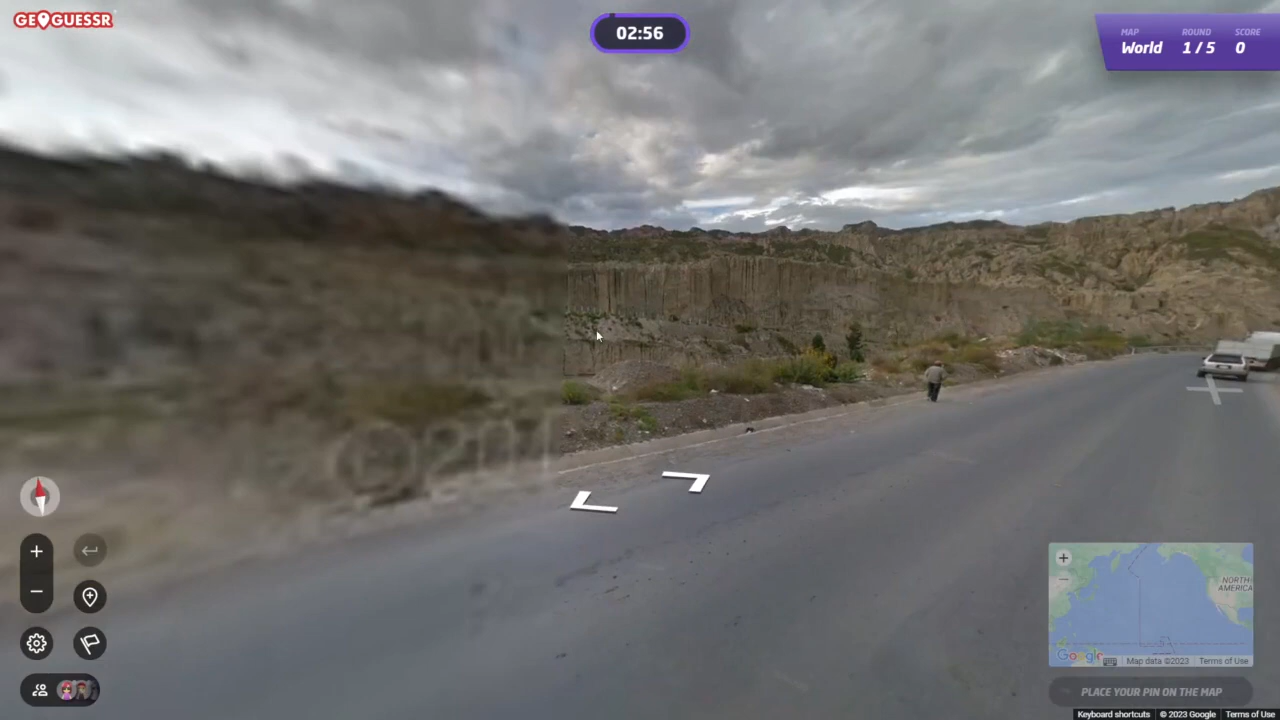 GEOGUESSR
02:56
MAP ROUND SCORE
World 1 / 5 0
NORTH
AMERICA
Google Map data ©2023 Terms of Use
PLACE YOUR PIN ON THE MAP
Keyboard shortcuts © 2023 Google Terms of Use